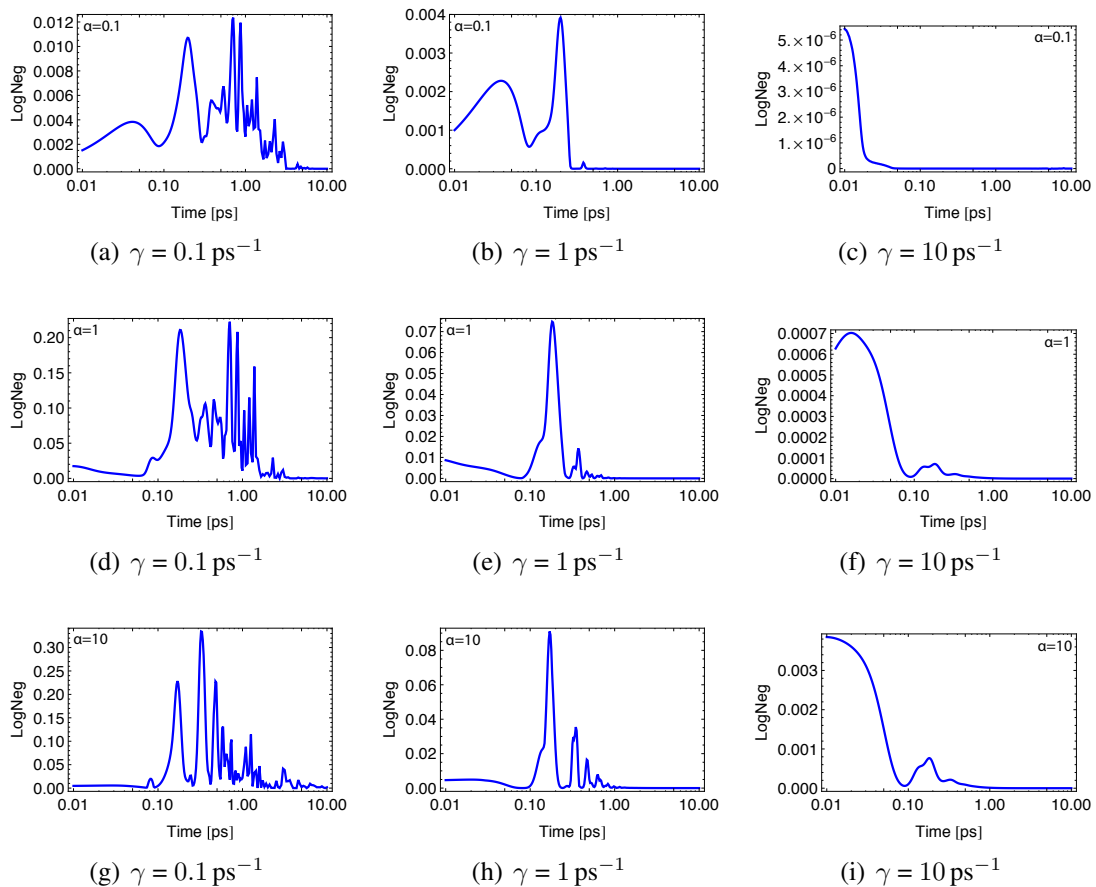 α=0.1
LogNeg
0.012
0.010
0.008
0.006
0.004
0.002
0.000
0.01 0.10 1.00 10.00
Time [ps]
(a) γ = 0.1 ps⁻¹
α=0.1
LogNeg
0.004
0.003
0.002
0.001
0.000
0.01 0.10 1.00 10.00
Time [ps]
(b) γ = 1 ps⁻¹
α=0.1
LogNeg
5.×10⁻⁶
4.×10⁻⁶
3.×10⁻⁶
2.×10⁻⁶
1.×10⁻⁶
0
0.01 0.10 1.00 10.00
Time [ps]
(c) γ = 10 ps⁻¹
α=1
LogNeg
0.20
0.15
0.10
0.05
0.00
0.01 0.10 1.00 10.00
Time [ps]
(d) γ = 0.1 ps⁻¹
α=1
LogNeg
0.07
0.06
0.05
0.04
0.03
0.02
0.01
0.00
0.01 0.10 1.00 10.00
Time [ps]
(e) γ = 1 ps⁻¹
α=1
LogNeg
0.0007
0.0006
0.0005
0.0004
0.0003
0.0002
0.0001
0.0000
0.01 0.10 1.00 10.00
Time [ps]
(f) γ = 10 ps⁻¹
α=10
LogNeg
0.30
0.25
0.20
0.15
0.10
0.05
0.00
0.01 0.10 1.00 10.00
Time [ps]
(g) γ = 0.1 ps⁻¹
α=10
LogNeg
0.08
0.06
0.04
0.02
0.00
0.01 0.10 1.00 10.00
Time [ps]
(h) γ = 1 ps⁻¹
α=10
LogNeg
0.003
0.002
0.001
0.000
0.01 0.10 1.00 10.00
Time [ps]
(i) γ = 10 ps⁻¹